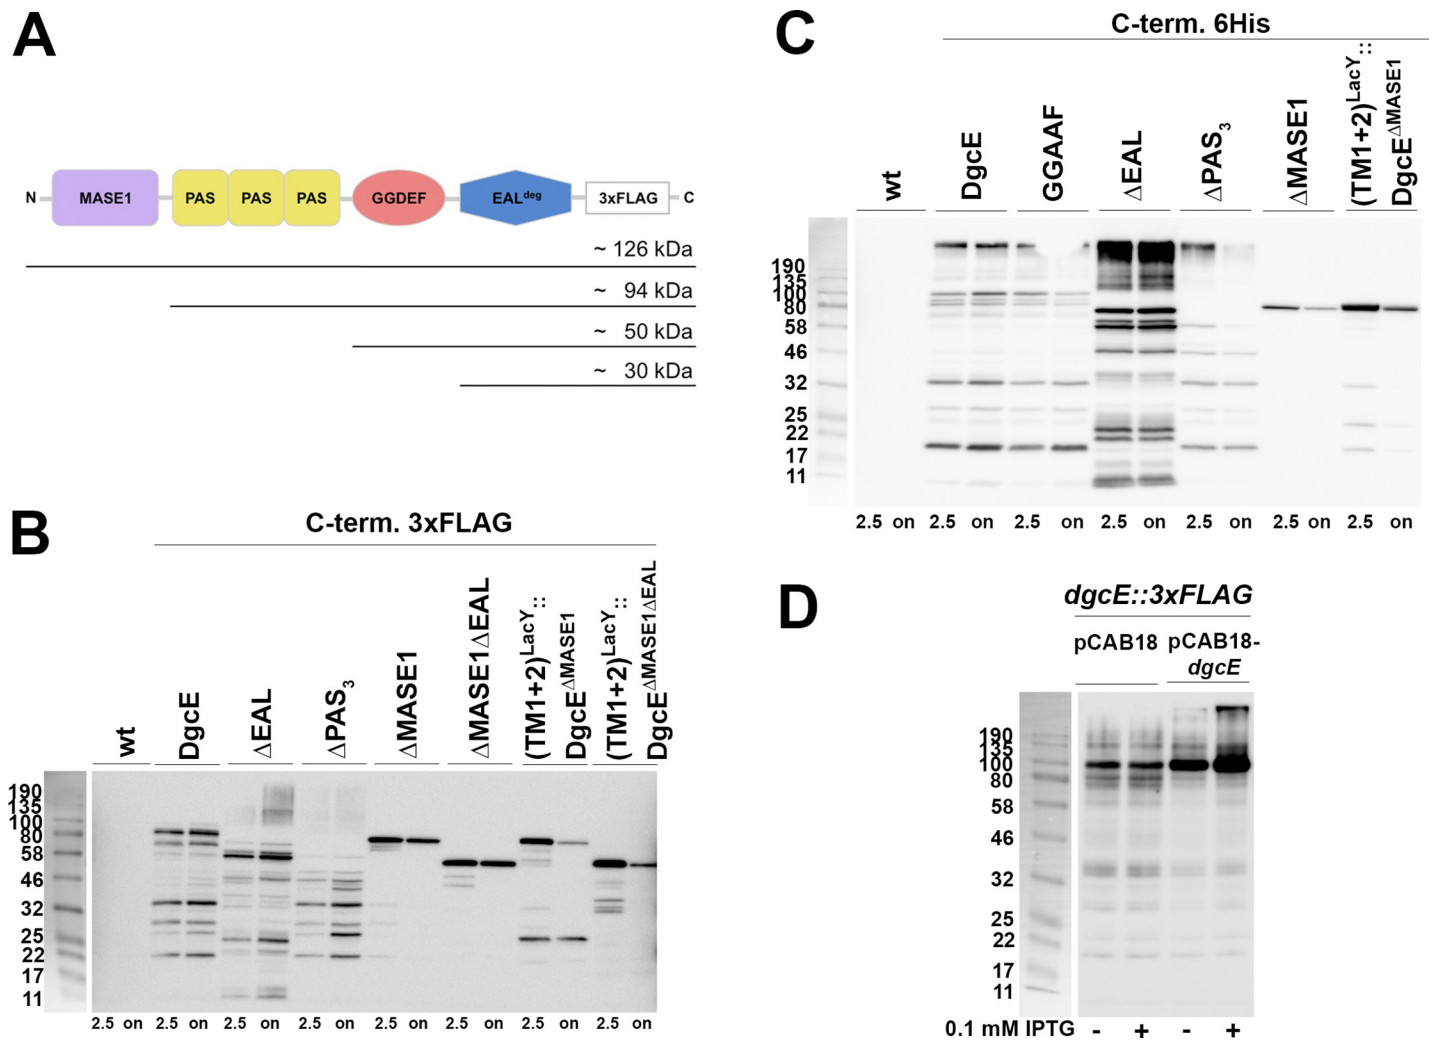 A
N
MASE1
PAS
PAS
PAS
GGDEF
EALdeg
3xFLAG
C
~ 126 kDa
~ 94 kDa
~ 50 kDa
~ 30 kDa
B
C-term. 3xFLAG
wt
DgcE
ΔEAL
ΔPAS3
ΔMASE1
ΔMASE1ΔEAL
(TM1+2)LacY::
DgcEΔMASE1
(TM1+2)LacY::
DgcEΔMASE1ΔEAL
190
135
100
80
58
46
32
25
22
17
11
2.5 on 2.5 on 2.5 on 2.5 on 2.5 on 2.5 on 2.5 on 2.5 on
C
C-term. 6His
wt
DgcE
GGAAF
ΔEAL
ΔPAS3
ΔMASE1
(TM1+2)LacY::
DgcEΔMASE1
190
135
100
80
58
46
32
25
22
17
11
2.5 on 2.5 on 2.5 on 2.5 on 2.5 on 2.5 on 2.5 on
D
dgcE::3xFLAG
pCAB18
pCAB18-
dgcE
190
135
100
80
58
46
32
25
22
17
11
0.1 mM IPTG - + - +